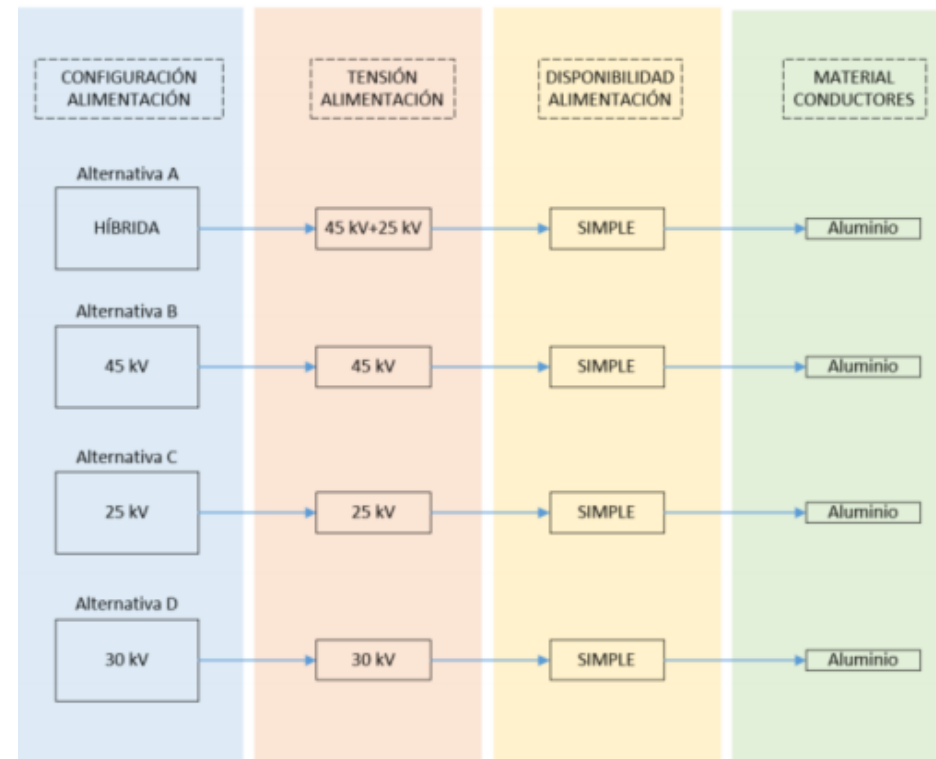 CONFIGURACIÓN
ALIMENTACIÓN
TENSIÓN
ALIMENTACIÓN
DISPONIBILIDAD
ALIMENTACIÓN
MATERIAL
CONDUCTORES
Alternativa A
HÍBRIDA
45 kV+25 kV
SIMPLE
Aluminio
Alternativa B
45 kV
45 kV
SIMPLE
Aluminio
Alternativa C
25 kV
25 kV
SIMPLE
Aluminio
Alternativa D
30 kV
30 kV
SIMPLE
Aluminio